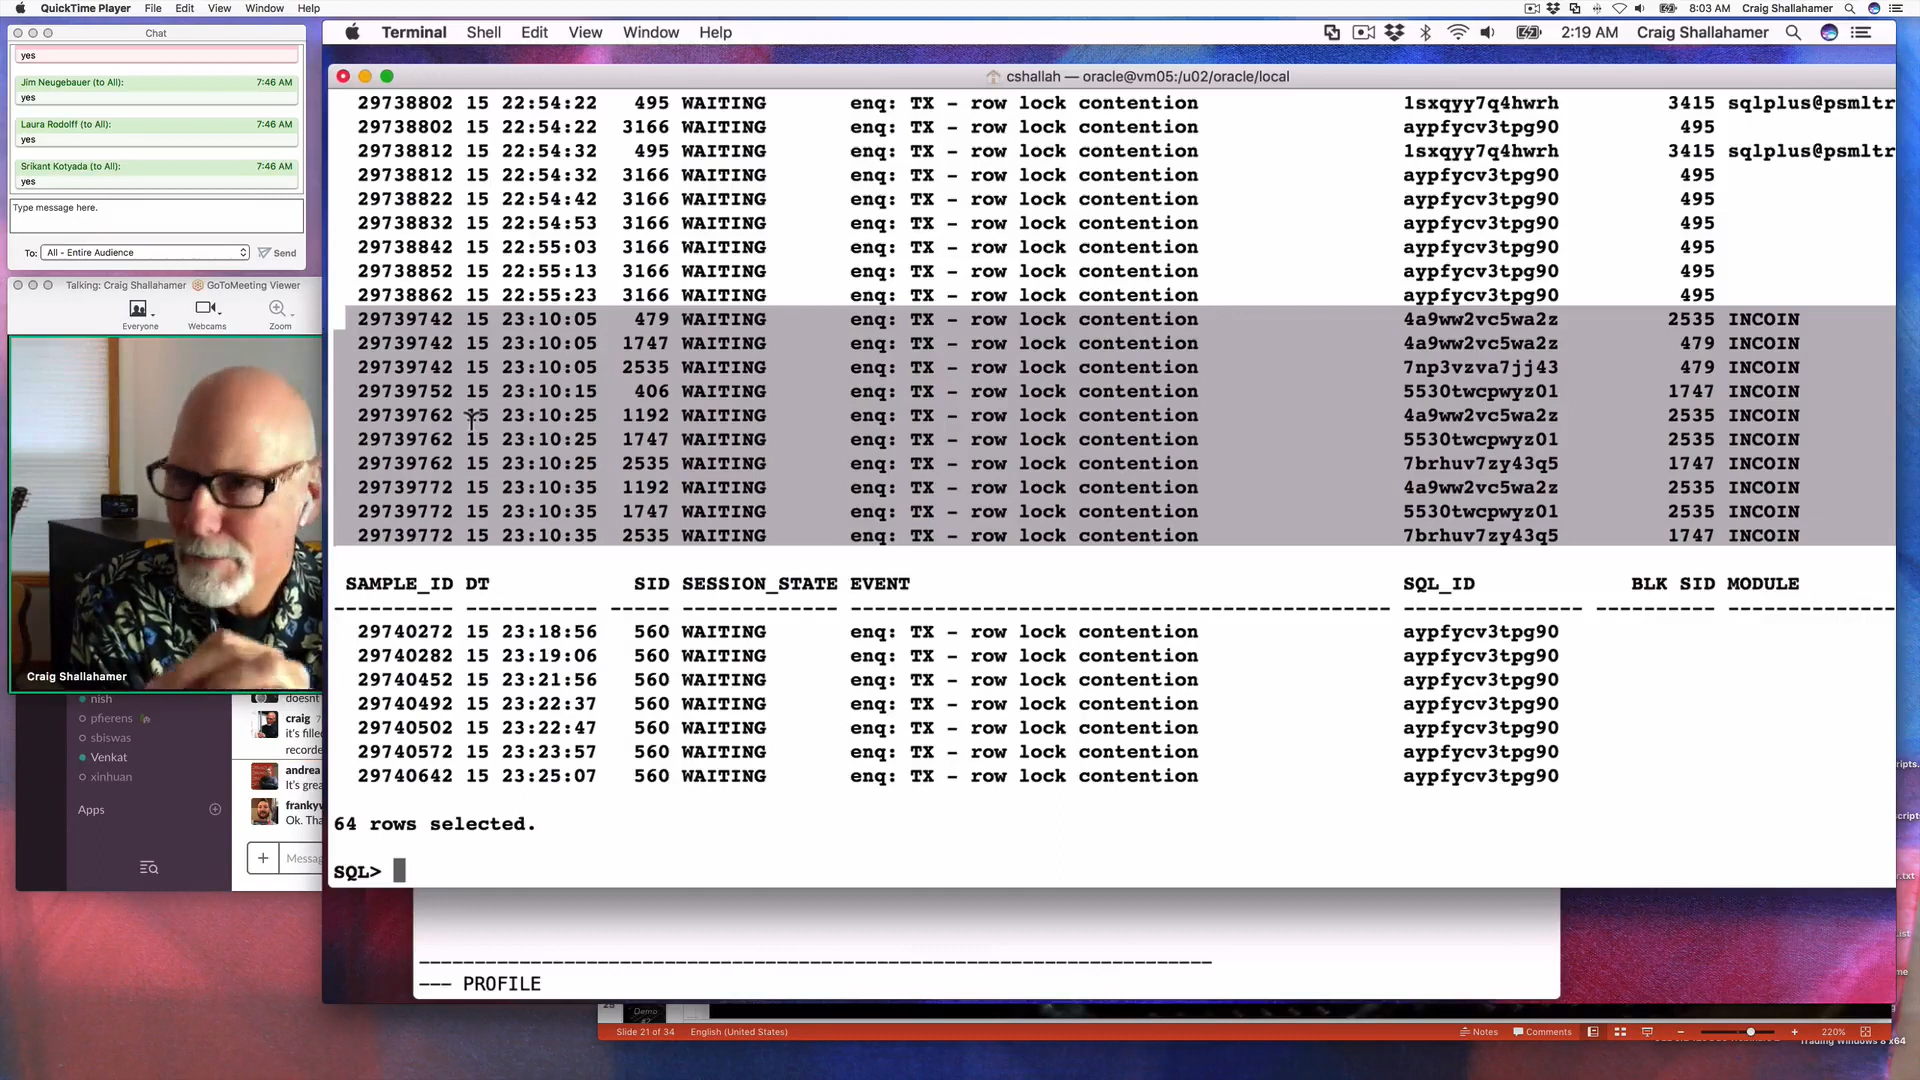 QuickTime Player File Edit View Window Help
8:03 AM Craig Shallahamer
Chat
yes
Jim Neugebauer (to All): 7:46 AM
yes
Laura Rodolff (to All): 7:46 AM
yes
Srikant Kotyada (to All): 7:46 AM
yes
Type message here.
To: All - Entire Audience Send
Talking: Craig Shallahamer GoToMeeting Viewer
Everyone Webcams Zoom
Craig Shallahamer
nish
pfierens
sbiswas
Venkat
xinhuan
Apps
doesnt
craig 7
it's fille
recorde
andrea
It's grea
frankyv
Ok. Tha
Messa
Terminal Shell Edit View Window Help
2:19 AM Craig Shallahamer
cshallah — oracle@vm05:/u02/oracle/local
29738802 15 22:54:22 495 WAITING enq: TX - row lock contention 1sxqyy7q4hwrh 3415 sqlplus@psmltr
29738802 15 22:54:22 3166 WAITING enq: TX - row lock contention aypfycv3tpg90 495
29738812 15 22:54:32 495 WAITING enq: TX - row lock contention 1sxqyy7q4hwrh 3415 sqlplus@psmltr
29738812 15 22:54:32 3166 WAITING enq: TX - row lock contention aypfycv3tpg90 495
29738822 15 22:54:42 3166 WAITING enq: TX - row lock contention aypfycv3tpg90 495
29738832 15 22:54:53 3166 WAITING enq: TX - row lock contention aypfycv3tpg90 495
29738842 15 22:55:03 3166 WAITING enq: TX - row lock contention aypfycv3tpg90 495
29738852 15 22:55:13 3166 WAITING enq: TX - row lock contention aypfycv3tpg90 495
29738862 15 22:55:23 3166 WAITING enq: TX - row lock contention aypfycv3tpg90 495
29739742 15 23:10:05 479 WAITING enq: TX - row lock contention 4a9ww2vc5wa2z 2535 INCOIN
29739742 15 23:10:05 1747 WAITING enq: TX - row lock contention 4a9ww2vc5wa2z 479 INCOIN
29739742 15 23:10:05 2535 WAITING enq: TX - row lock contention 7np3vzva7jj43 479 INCOIN
29739752 15 23:10:15 406 WAITING enq: TX - row lock contention 5530twcpwyz01 1747 INCOIN
29739762 15 23:10:25 1192 WAITING enq: TX - row lock contention 4a9ww2vc5wa2z 2535 INCOIN
29739762 15 23:10:25 1747 WAITING enq: TX - row lock contention 5530twcpwyz01 2535 INCOIN
29739762 15 23:10:25 2535 WAITING enq: TX - row lock contention 7brhuv7zy43q5 1747 INCOIN
29739772 15 23:10:35 1192 WAITING enq: TX - row lock contention 4a9ww2vc5wa2z 2535 INCOIN
29739772 15 23:10:35 1747 WAITING enq: TX - row lock contention 5530twcpwyz01 2535 INCOIN
29739772 15 23:10:35 2535 WAITING enq: TX - row lock contention 7brhuv7zy43q5 1747 INCOIN
SAMPLE_ID DT SID SESSION_STATE EVENT SQL_ID BLK SID MODULE
29740272 15 23:18:56 560 WAITING enq: TX - row lock contention aypfycv3tpg90
29740282 15 23:19:06 560 WAITING enq: TX - row lock contention aypfycv3tpg90
29740452 15 23:21:56 560 WAITING enq: TX - row lock contention aypfycv3tpg90
29740492 15 23:22:37 560 WAITING enq: TX - row lock contention aypfycv3tpg90
29740502 15 23:22:47 560 WAITING enq: TX - row lock contention aypfycv3tpg90
29740572 15 23:23:57 560 WAITING enq: TX - row lock contention aypfycv3tpg90
29740642 15 23:25:07 560 WAITING enq: TX - row lock contention aypfycv3tpg90
64 rows selected.
SQL>
--- PROFILE
Demo
Slide 21 of 34 English (United States) Notes Comments 220%
Trading Windows 8 x64